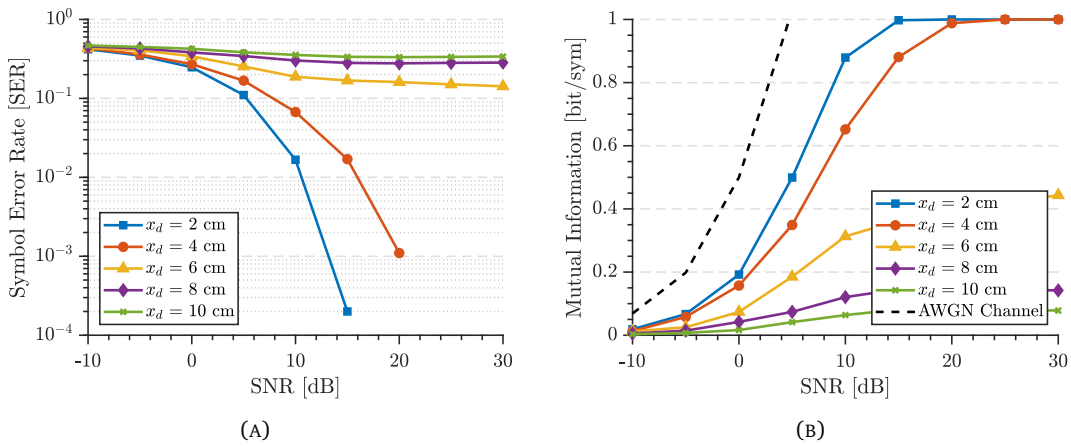 Symbol Error Rate [SER]
10^0
10^-1
10^-2
10^-3
10^-4
x_d = 2 cm
x_d = 4 cm
x_d = 6 cm
x_d = 8 cm
x_d = 10 cm
-10 0 10 20 30
SNR [dB]
(A)
Mutual Information [bit/sym]
1
0.8
0.6
0.4
0.2
0
x_d = 2 cm
x_d = 4 cm
x_d = 6 cm
x_d = 8 cm
x_d = 10 cm
AWGN Channel
-10 0 10 20 30
SNR [dB]
(B)